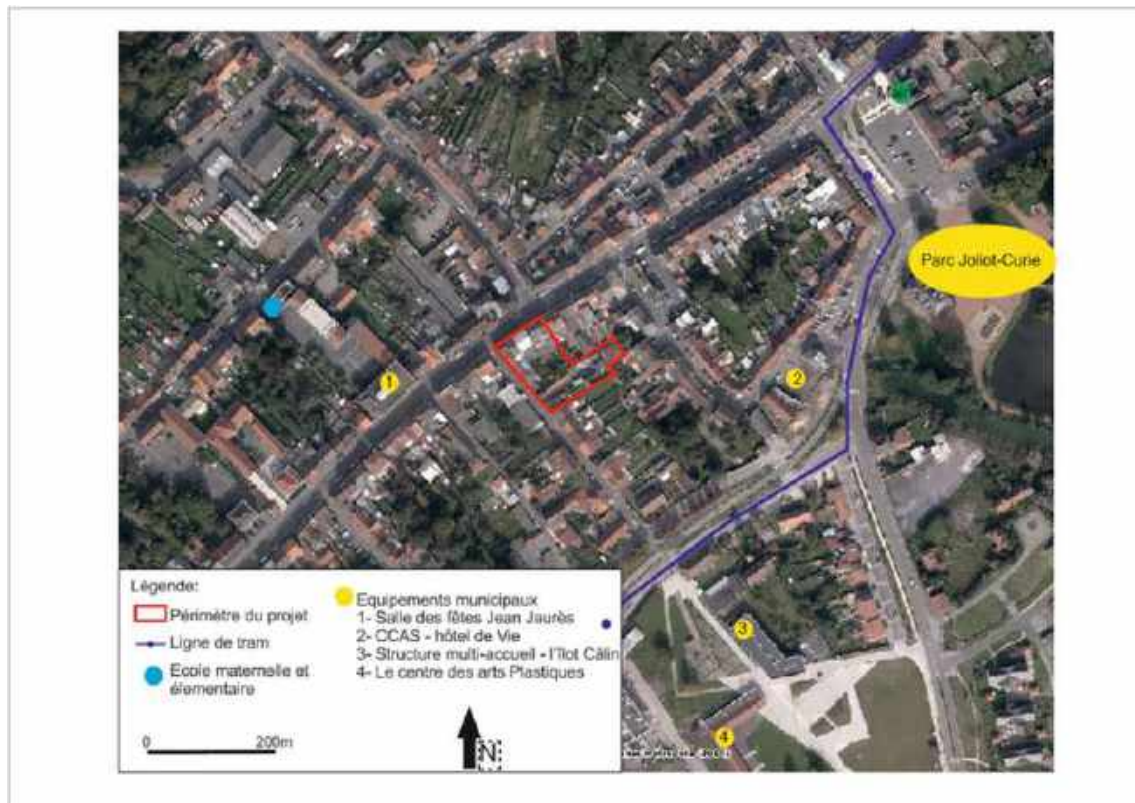 Parc Joliot-Curie
1
2
3
4
Légende:
Périmètre du projet
Ligne de tram
Ecole maternelle et
élementaire
0 200m
Equipements municipaux
1- Salle des fêtes Jean Jaurès
2- CCAS - hôtel de Vie
3- Structure multi-accueil - l'îlot Câlin
4- Le centre des arts Plastiques
N